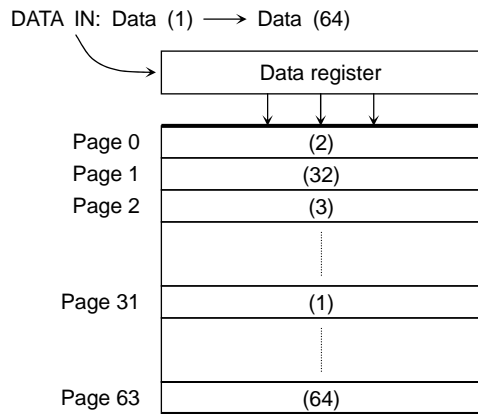 DATA IN: Data (1) → Data (64)
Data register
Page 0 (2)
Page 1 (32)
Page 2 (3)
Page 31 (1)
Page 63 (64)